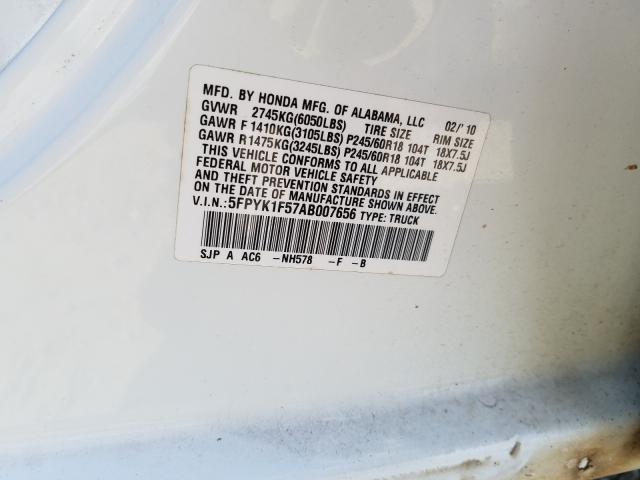 MFD. BY HONDA MFG. OF ALABAMA, LLC 02/'10
GVWR 2745KG(6050LBS) TIRE SIZE RIM SIZE
GAWR F 1410KG(3105LBS) P245/60R18 104T 18X7.5J
GAWR R 1475KG(3245LBS) P245/60R18 104T 18X7.5J
THIS VEHICLE CONFORMS TO ALL APPLICABLE
FEDERAL MOTOR VEHICLE SAFETY
AND THEFT PREVENTION STANDARDS IN EFFECT
ON THE DATE OF MANUFACTURE SHOWN ABOVE.
V.I.N.:5FPYK1F57AB007656 TYPE: TRUCK
SJP A AC6 -NH578 -F -B